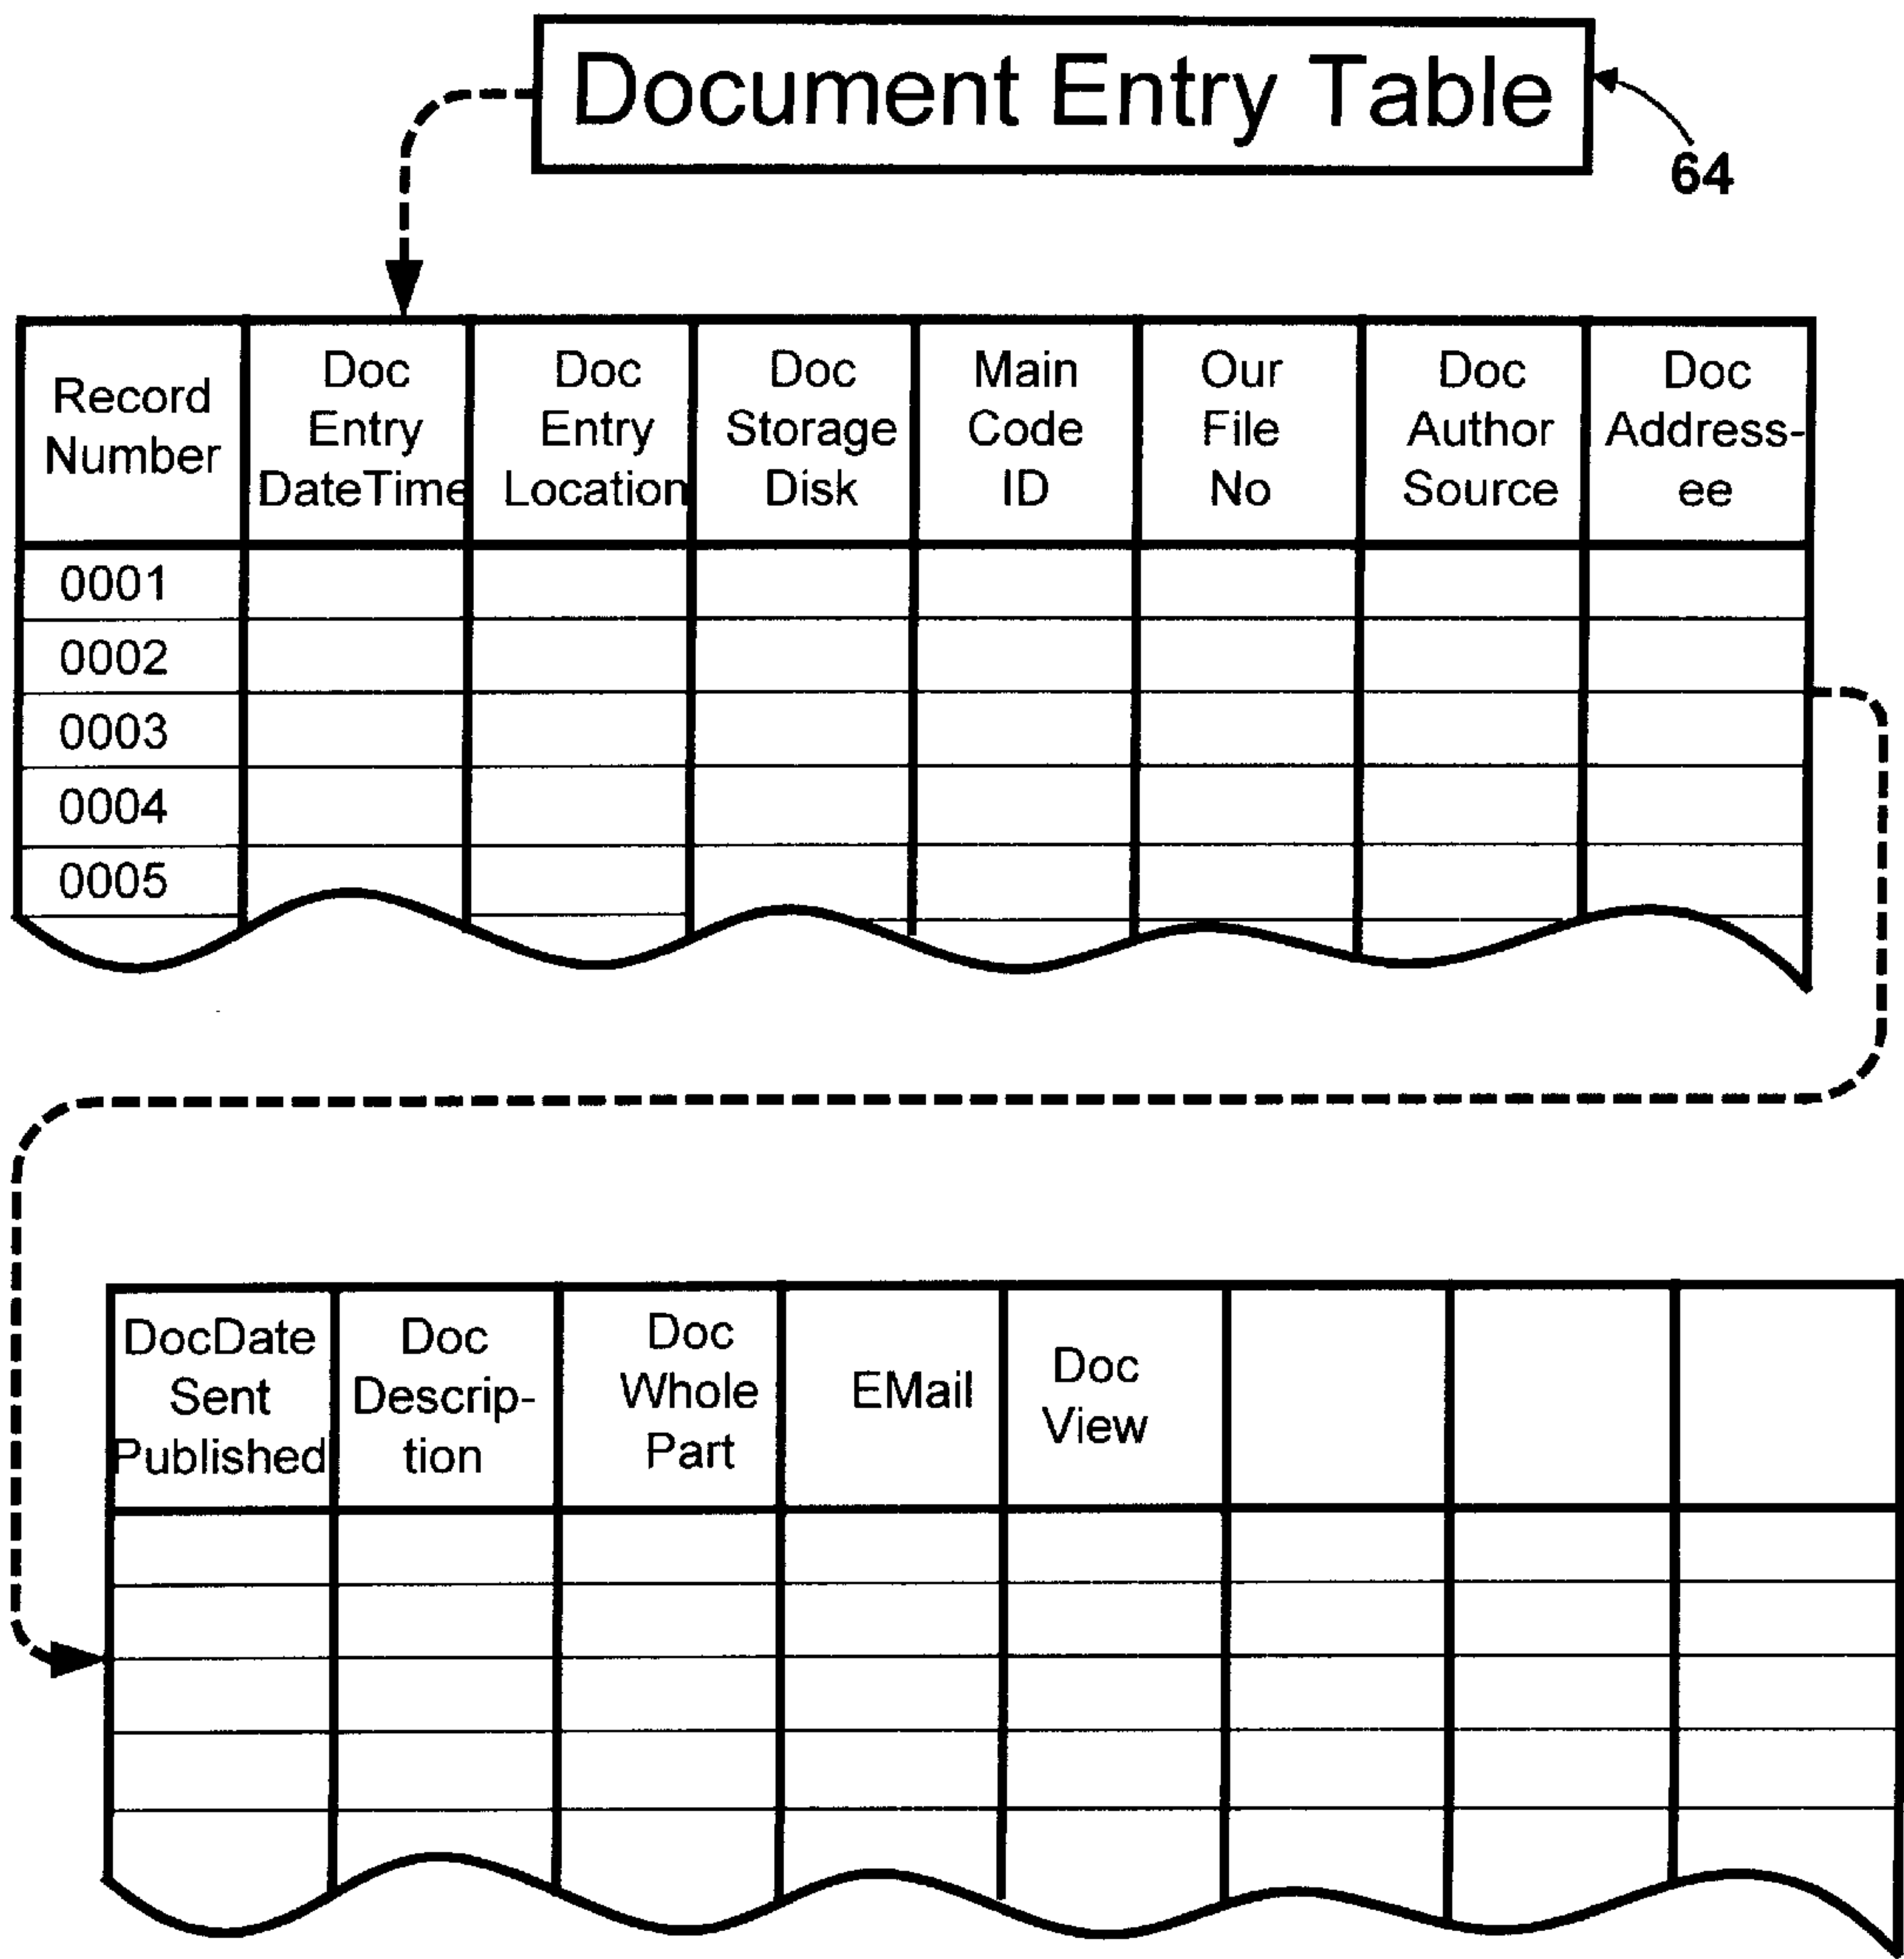 Document Entry Table
64
Record
Number
Doc
Entry
DateTime
Doc
Entry
Location
Doc
Storage
Disk
Main
Code
ID
Our
File
No
Doc
Author
Source
Doc
Address-
ee
0001
0002
0003
0004
0005
DocDate
Sent
Published
Doc
Descrip-
tion
Doc
Whole
Part
EMail
Doc
View